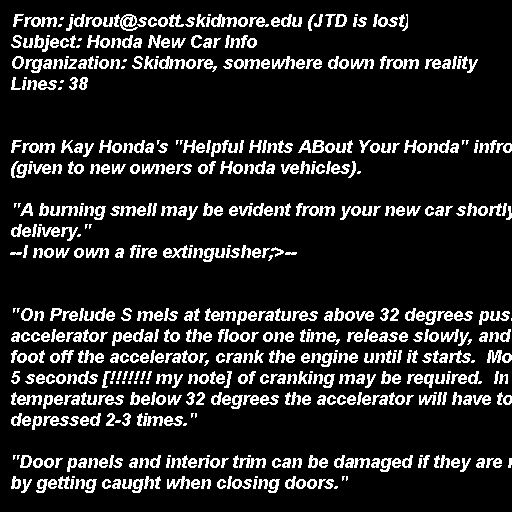 From: jdrout@scott.skidmore.edu (JTD is lost)
Subject: Honda New Car Info
Organization: Skidmore, somewhere down from reality
Lines: 38
From Kay Honda's "Helpful HInts ABout Your Honda" infro
(given to new owners of Honda vehicles).
"A burning smell may be evident from your new car shortly
delivery."
--I now own a fire extinguisher;>--
"On Prelude S mels at temperatures above 32 degrees pus
accelerator pedal to the floor one time, release slowly, and
foot off the accelerator, crank the engine until it starts.  Mo
5 seconds [!!!!!!! my note] of cranking may be required.  In
temperatures below 32 degrees the accelerator will have to
depressed 2-3 times."
"Door panels and interior trim can be damaged if they are
by getting caught when closing doors."